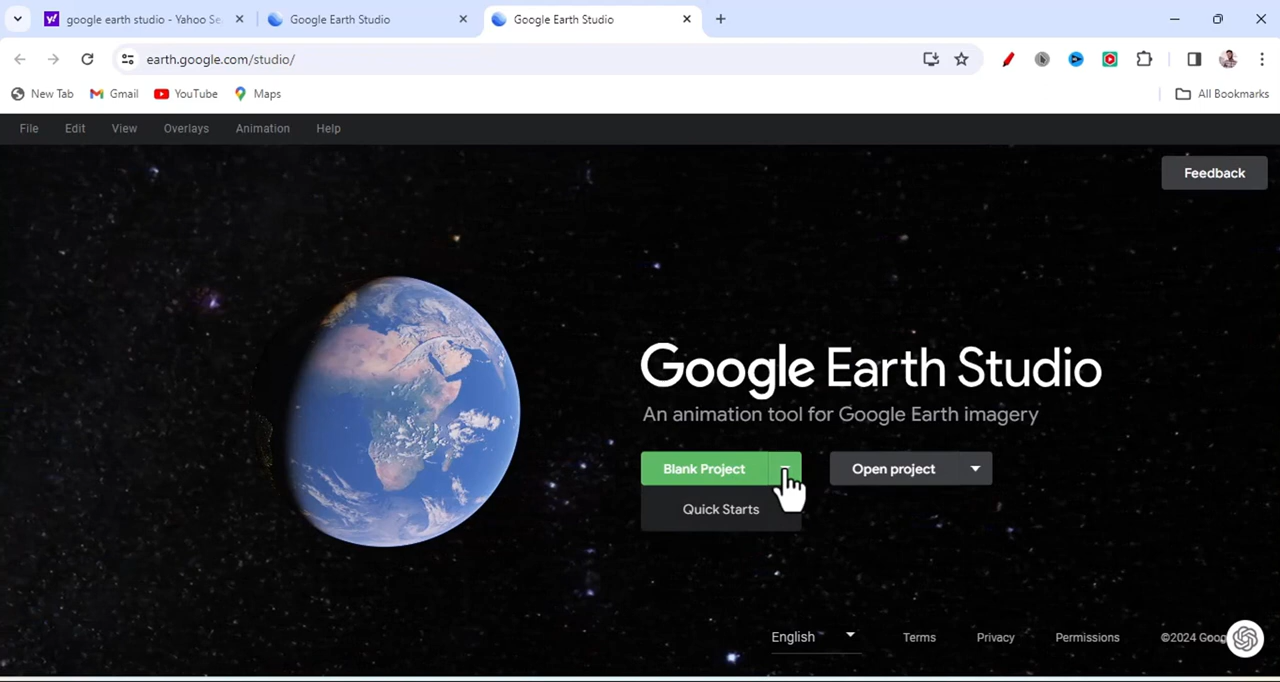 google earth studio - Yahoo Se
Google Earth Studio
Google Earth Studio
earth.google.com/studio/
New Tab
Gmail
YouTube
Maps
All Bookmarks
File
Edit
View
Overlays
Animation
Help
Feedback
Google Earth Studio
An animation tool for Google Earth imagery
Blank Project
Open project
Quick Starts
English
Terms
Privacy
Permissions
©2024 Goog